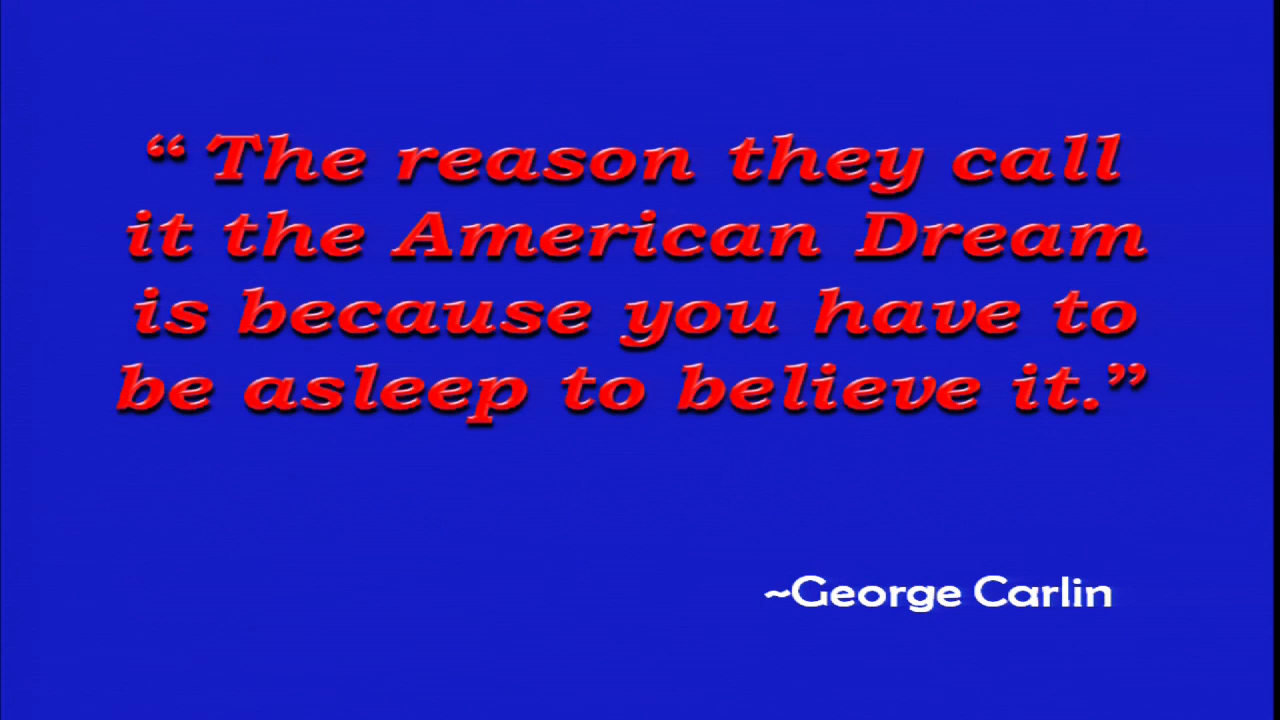 “ The reason they call
it the American Dream
is because you have to
be asleep to believe it.”
~George Carlin